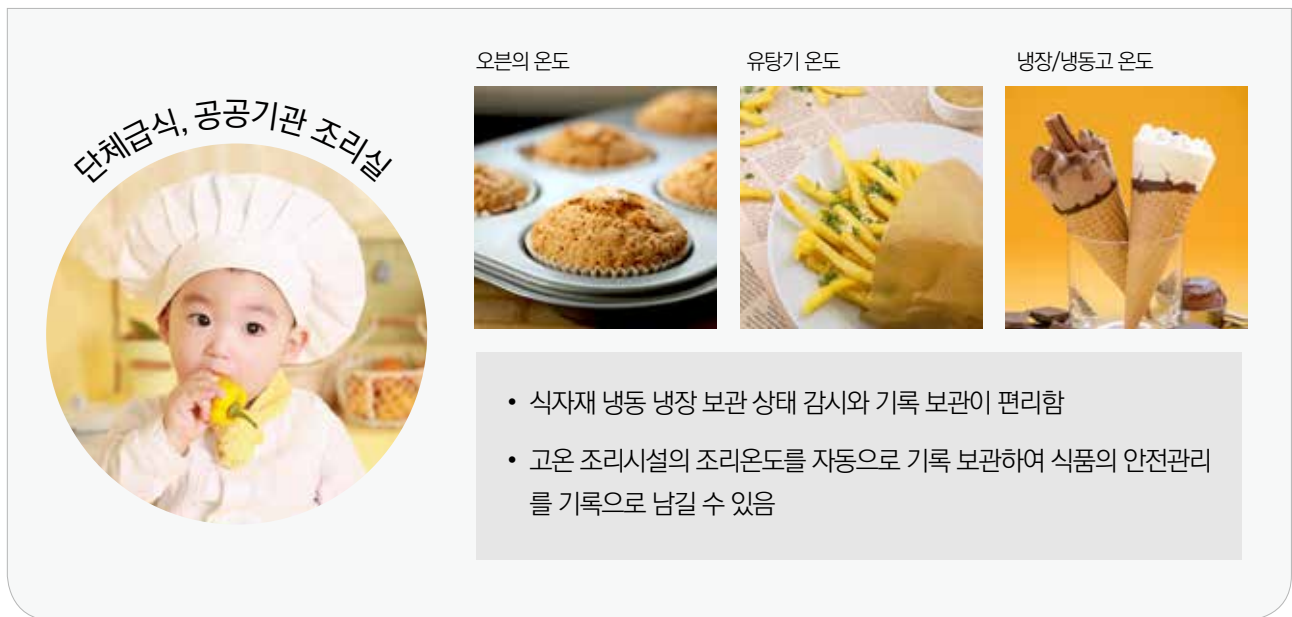 단체급식, 공공기관 조리실
오븐의 온도
유탕기 온도
냉장/냉동고 온도
• 식자재 냉동 냉장 보관 상태 감시와 기록 보관이 편리함
• 고온 조리시설의 조리온도를 자동으로 기록 보관하여 식품의 안전관리
를 기록으로 남길 수 있음